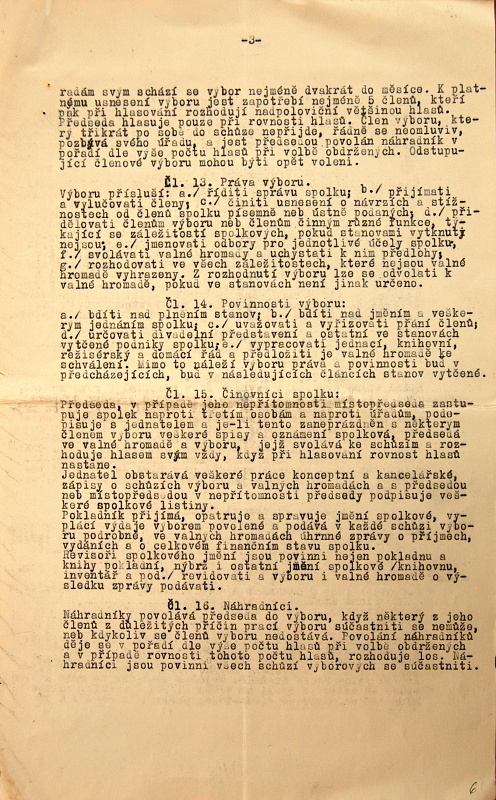 -3-
radám svým schází se výbor nejméně dvakrát do měsíce. K plat-
nému usnesení výboru jest zapotřebí nejméně 5 členů, kteří
pak při hlasování rozhodují nadpoloviční většinou hlasů.
Předseda hlasuje pouze při rovnosti hlasů. Člen výboru, kte-
rý třikrát po sobě do schůze nepřijde, řádně se neomluviv,
pozbývá svého úřadu, a jest předsedou povolán náhradník v
pořadí dle výše počtu hlasů při volbě obdržených. Odstupu-
jící členové výboru mohou býti opět voleni.
Čl. 13. Práva výboru.
Výboru přísluší: a./ říditi správu spolku; b./ přijímati
a vylučovati členy; c./ činiti usnesení o návrzích a stíž-
nostech od členů spolku písemně neb ústně podaných; d./ při-
dělovati členům výboru neb členům činným různé funkce, tý-
kající se záležitostí spolkových, pokud stanovami vytknuty
nejsou; e./ jmenovati odbory pro jednotlivé účely spolku,
f./ svolávati valné hromady a uchystati k nim předlohy,
g./ rozhodovati ve všech záležitostech, které nejsou valné
hromadě vyhrazeny. Z rozhodnutí výboru lze se odvolati k
valné hromadě, pokud ve stanovách není jinak určeno.
Čl. 14. Povinnosti výboru:
a./ bdíti nad plněním stanov; b./ bdíti nad jměním a veške-
rým jednáním spolku; c./ uvažovati a vyřizovati přání členů;
d./ určovati divadelní představení a ostatní ve stanovách
vytčené podniky spolku; e./ vypracovati jednací, knihovní,
režisérský a domácí řád a předložiti je valné hromadě ke
schválení. Mimo to náleží výboru práva a povinnosti buď v
předcházejících, buď v následujících článcích stanov vytčené.
Čl. 15. Činovníci spolku:
Předseda, v případě jeho nepřítomnosti místopředseda zastu-
puje spolek naproti třetím osobám a naproti úřadům, pode-
pisuje s jednatelem a je-li tento zaneprázdněn s některým
členem výboru veškeré spisy a oznámení spolková, předsedá
ve valné hromadě a výboru, jejž svolává ke schůzím a roz-
hoduje hlasem svým vždy, když při hlasování rovnost hlasů
nastane.
Jednatel obstarává veškeré práce konceptní a kancelářské,
zápisy o schůzích výboru a valných hromadách a s předsedou
neb místopředsedou v nepřítomnosti předsedy podpisuje veš-
keré spolkové listiny.
Pokladník přijímá, opatruje a spravuje jmění spolkové, vy-
plácí výdaje výborem povolené a podává v každé schůzi výbo-
ru podrobné, ve valných hromadách úhrnné zprávy o příjmech,
vydáních a o celkovém finančním stavu spolku.
Revisoři spolkového jmění jsou povinni nejen pokladnu a
knihy pokladní, nýbrž i ostatní jmění spolkové /knihovnu,
inventář a pod./ revidovati a výboru i valné hromadě o vý-
sledku zprávy podávati.
Čl. 16. Náhradníci.
Náhradníky povolává předseda do výboru, když některý z jeho
členů z důležitých příčin prací výboru súčastniti se nemůže,
neb kdykoliv se členů výboru nedostává. Povolání náhradníků
děje se v pořadí dle výše počtu hlasů při volbě obdržených
a v případě rovnosti tohoto počtu hlasů, rozhoduje los. Ná-
hradníci jsou povinni všech schůzí výborových se súčastniti.
6